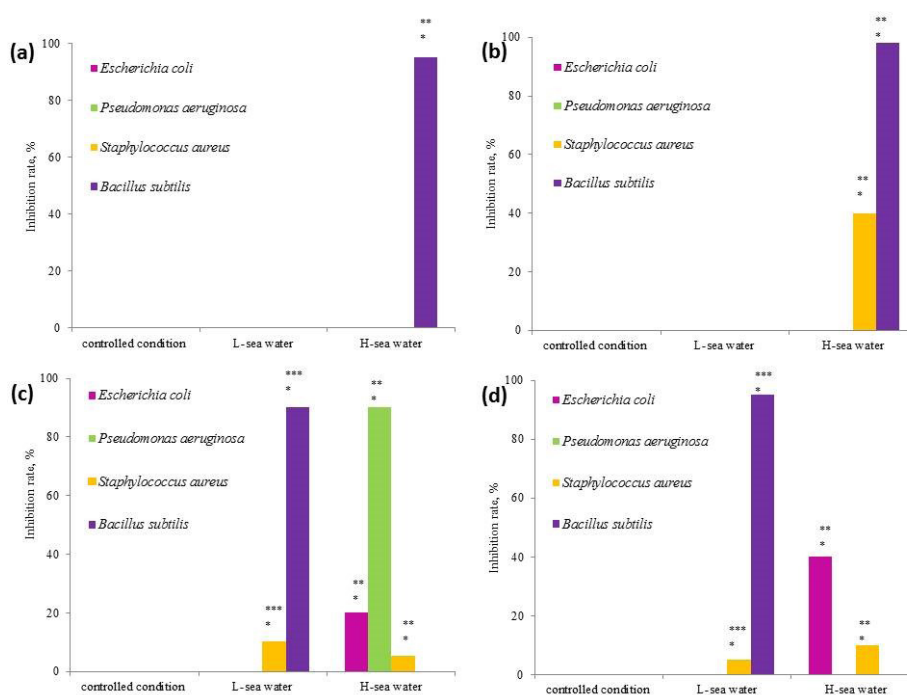 (a)
Inhibition rate, %
100
80
60
40
20
0
Escherichia coli
Pseudomonas aeruginosa
Staphylococcus aureus
Bacillus subtilis
**
*
controlled condition L-sea water H-sea water
(b)
Inhibition rate, %
100
80
60
40
20
0
Escherichia coli
Pseudomonas aeruginosa
Staphylococcus aureus
Bacillus subtilis
**
*
**
*
controlled condition L-sea water H-sea water
(c)
Inhibition rate, %
100
80
60
40
20
0
Escherichia coli
Pseudomonas aeruginosa
Staphylococcus aureus
Bacillus subtilis
***
*
***
*
**
*
**
*
**
*
controlled condition L-sea water H-sea water
(d)
Inhibition rate, %
100
80
60
40
20
0
Escherichia coli
Pseudomonas aeruginosa
Staphylococcus aureus
Bacillus subtilis
***
*
***
*
**
*
**
*
controlled condition L-sea water H-sea water